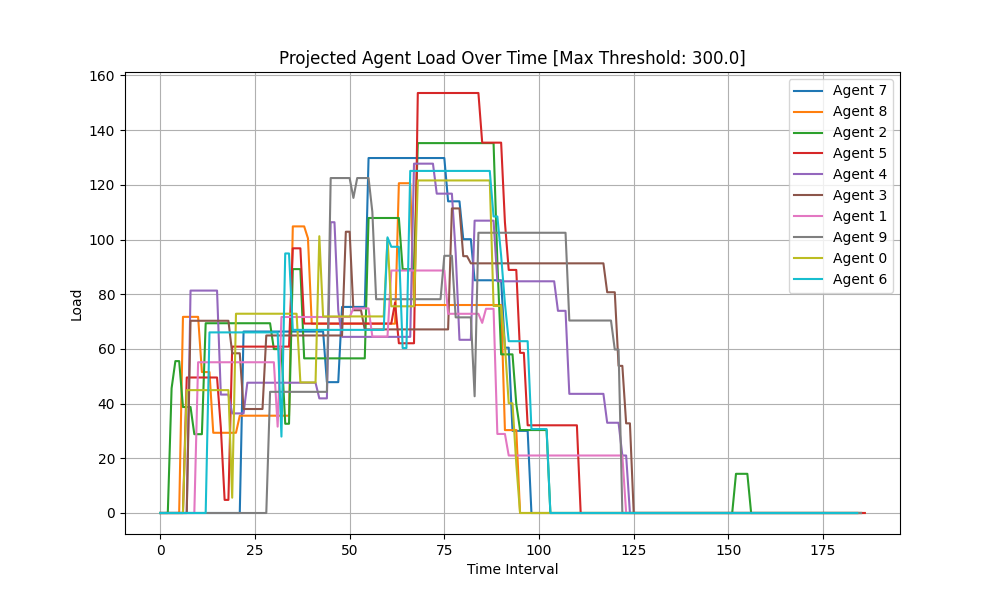 Projected Agent Load Over Time [Max Threshold: 300.0]
Load
160
140
120
100
80
60
40
20
0
0 25 50 75 100 125 150 175
Time Interval
Agent 7
Agent 8
Agent 2
Agent 5
Agent 4
Agent 3
Agent 1
Agent 9
Agent 0
Agent 6